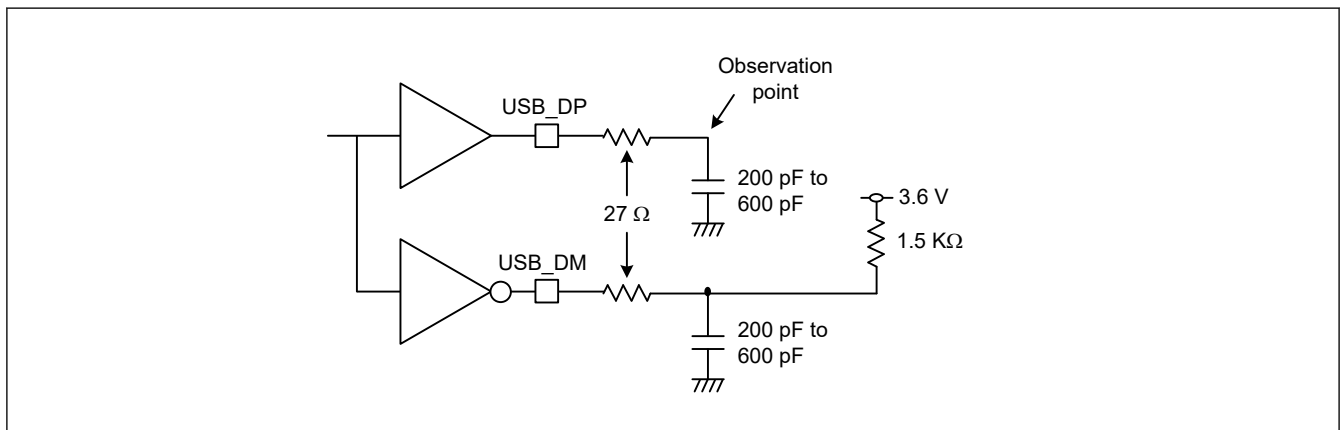 Observation
point
USB_DP
200 pF to
600 pF
27 Ω
3.6 V
1.5 KΩ
USB_DM
200 pF to
600 pF